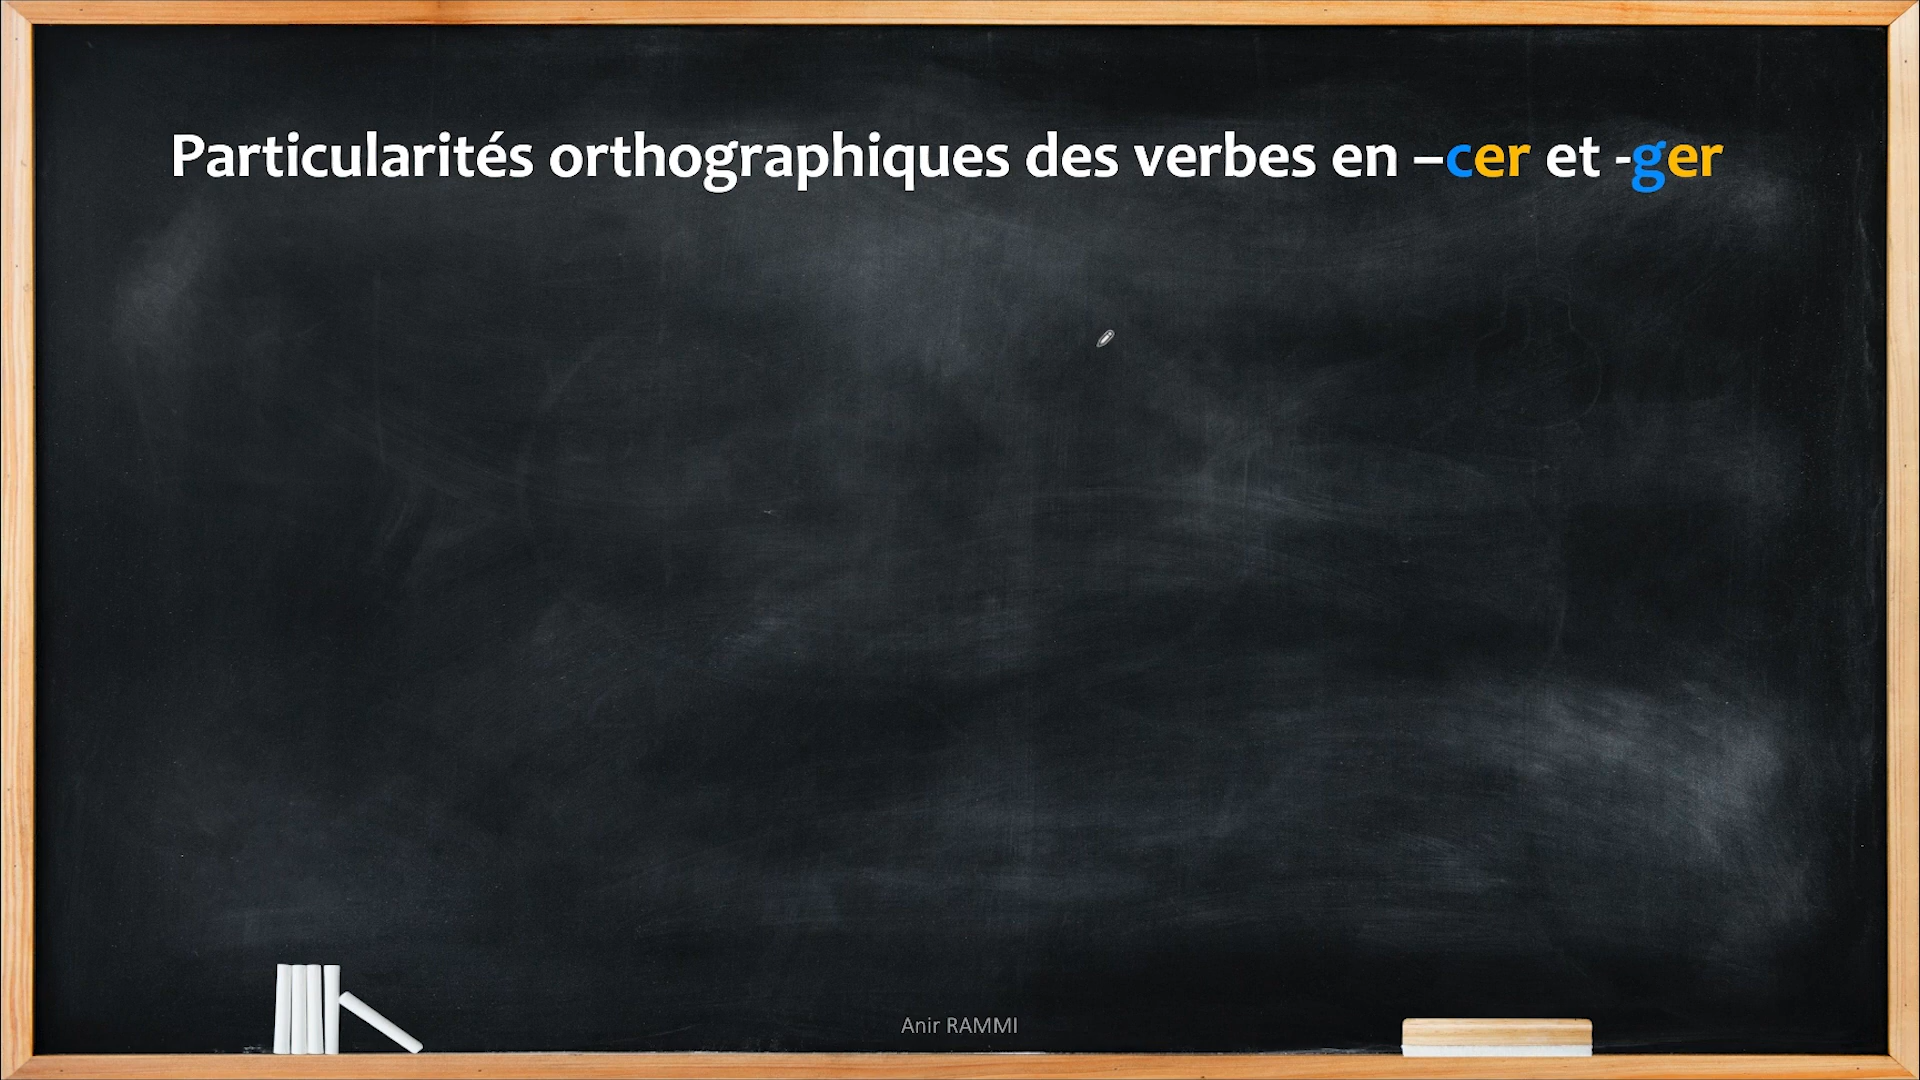 Particularités orthographiques des verbes en –cer et -ger
Anir RAMMI